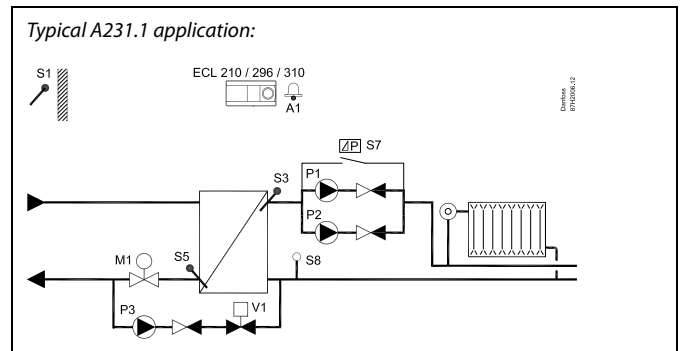 Typical A231.1 application:
S1
ECL 210 / 296 / 310
A1
Danfoss
87H2006.12
⊿P S7
P1
S3
P2
M1
S5
S8
P3
V1